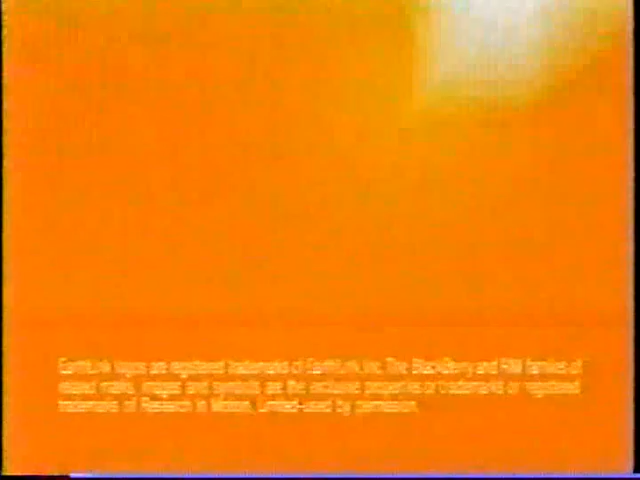 EarthLink logos are registered trademarks of EarthLink, Inc. The BlackBerry and RIM families of
related marks, images and symbols are the exclusive properties or trademarks or registered
trademarks of Research In Motion, Limited-used by permission.